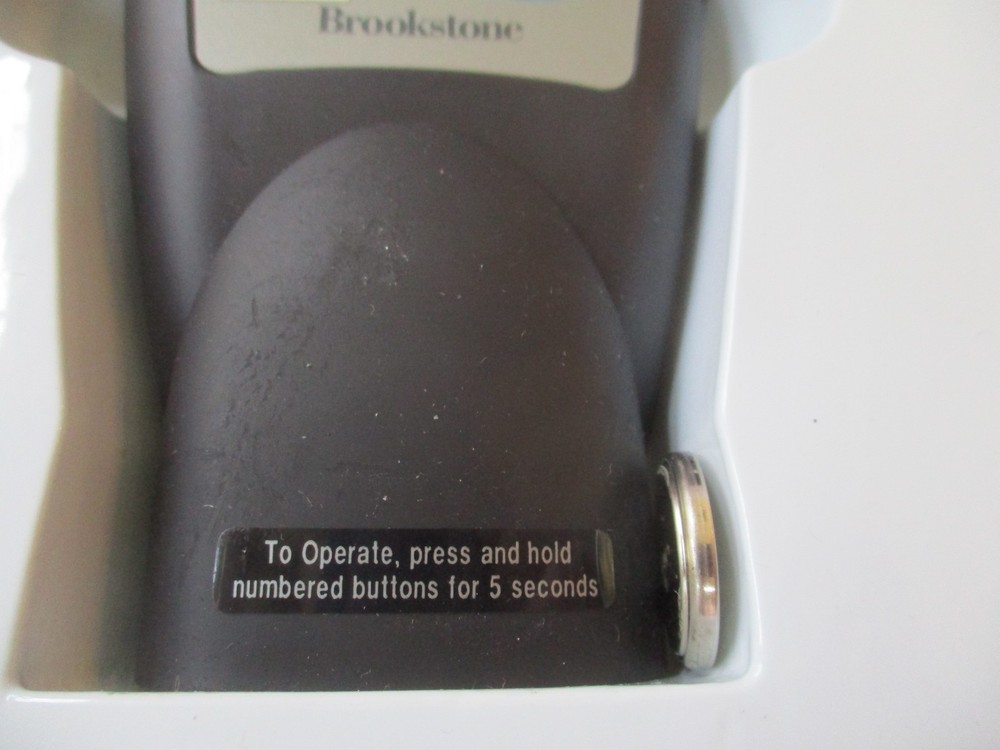 Brookstone
To Operate, press and hold
numbered buttons for 5 seconds